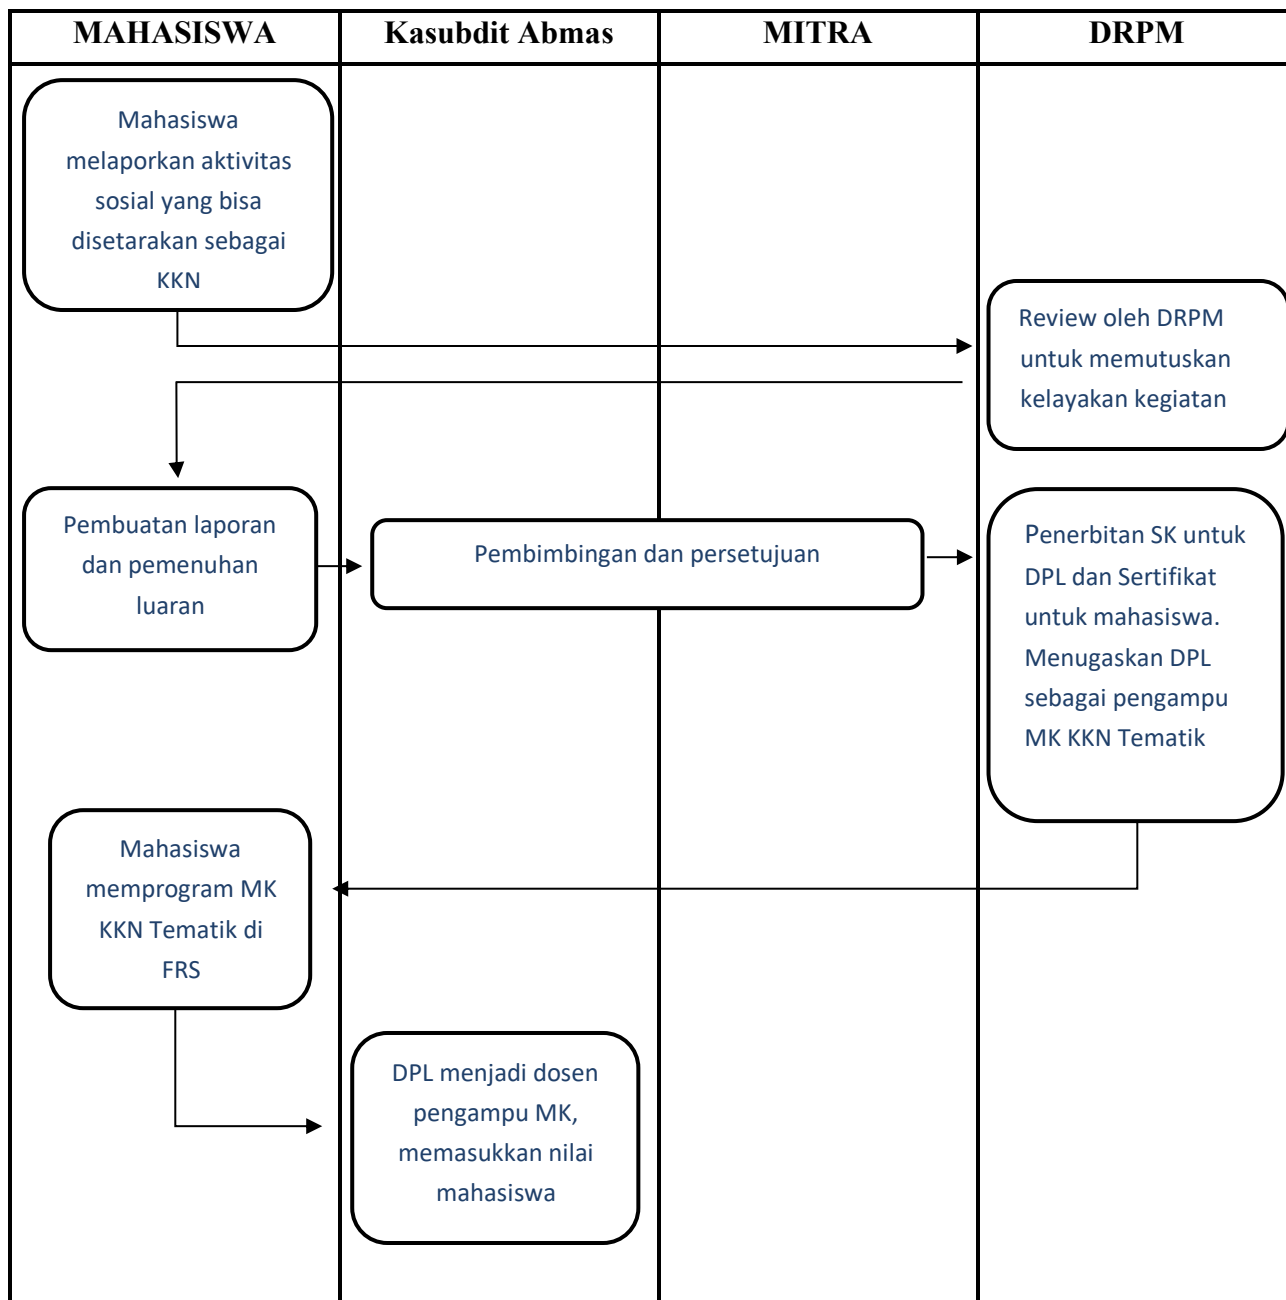 MAHASISWA
Kasubdit Abmas
MITRA
DRPM
Mahasiswa
melaporkan aktivitas
sosial yang bisa
disetarakan sebagai
KKN
Review oleh DRPM
untuk memutuskan
kelayakan kegiatan
Pembuatan laporan
dan pemenuhan
luaran
Pembimbingan dan persetujuan
Penerbitan SK untuk
DPL dan Sertifikat
untuk mahasiswa.
Menugaskan DPL
sebagai pengampu
MK KKN Tematik
Mahasiswa
memprogram MK
KKN Tematik di
FRS
DPL menjadi dosen
pengampu MK,
memasukkan nilai
mahasiswa